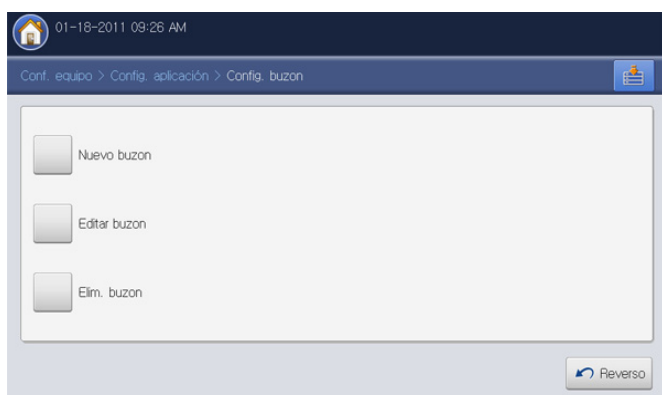 01-18-2011 09:26 AM
Conf. equipo > Config. aplicación > Config. buzon
Nuevo buzon
Editar buzon
Elim. buzon
Reverso